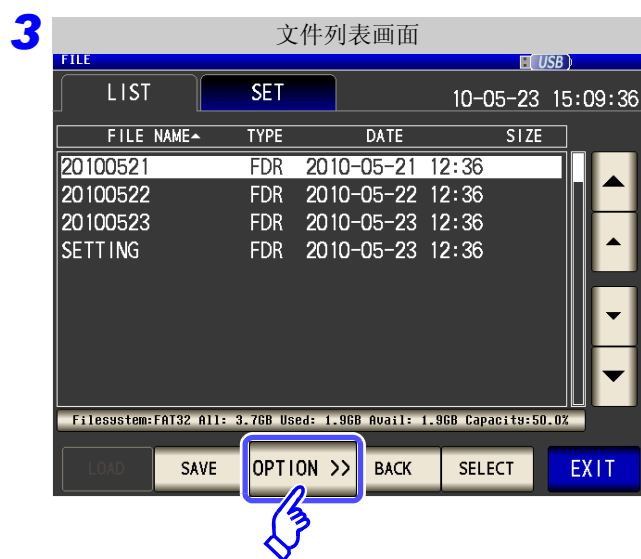 3
文件列表画面
FILE USB
LIST SET 10-05-23 15:09:36
FILE NAME▲ TYPE DATE SIZE
20100521 FDR 2010-05-21 12:36
20100522 FDR 2010-05-22 12:36
20100523 FDR 2010-05-23 12:36
SETTING FDR 2010-05-23 12:36
Filesystem:FAT32 All: 3.7GB Used: 1.9GB Avail: 1.9GB Capacity:50.0%
LOAD SAVE OPTION >> BACK SELECT EXIT